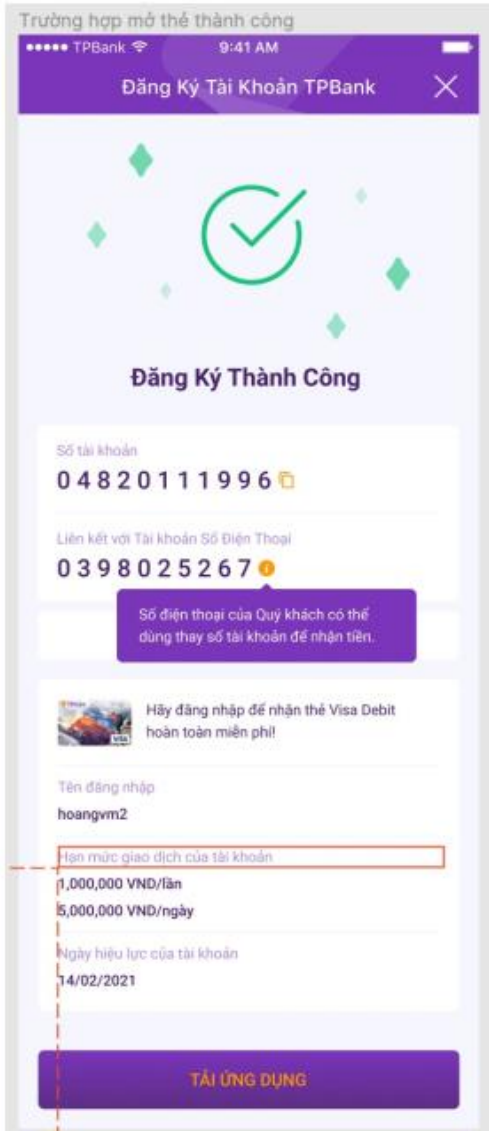 Trường hợp mở thẻ thành công
TPBank 9:41 AM
Đăng Ký Tài Khoản TPBank
Đăng Ký Thành Công
Số tài khoản
04820111996
Liên kết với Tài khoản Số Điện Thoại
0398025267
Số điện thoại của Quý khách có thể
dùng thay số tài khoản để nhận tiền.
Hãy đăng nhập để nhận thẻ Visa Debit
hoàn toàn miễn phí!
VISA
Tên đăng nhập
hoangvm2
Hạn mức giao dịch của tài khoản
1,000,000 VND/lần
5,000,000 VND/ngày
Ngày hiệu lực của tài khoản
14/02/2021
TẢI ỨNG DỤNG